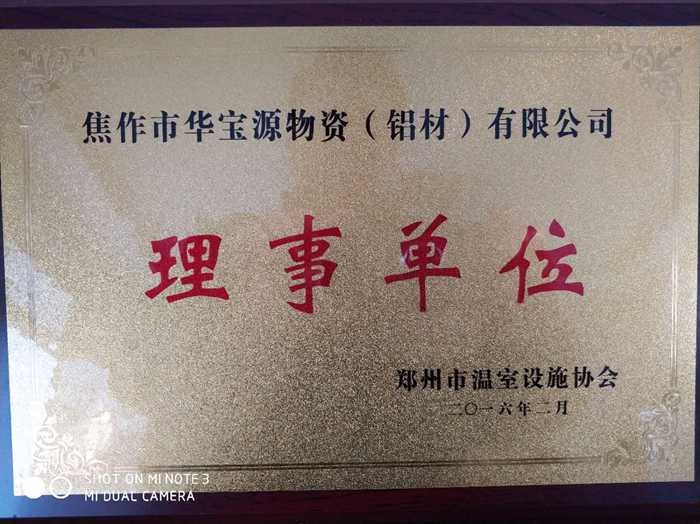 焦作市华宝源物资（铝材）有限公司
理事单位
郑州市温室设施协会
二〇一六年二月
SHOT ON MI NOTE 3
MI DUAL CAMERA